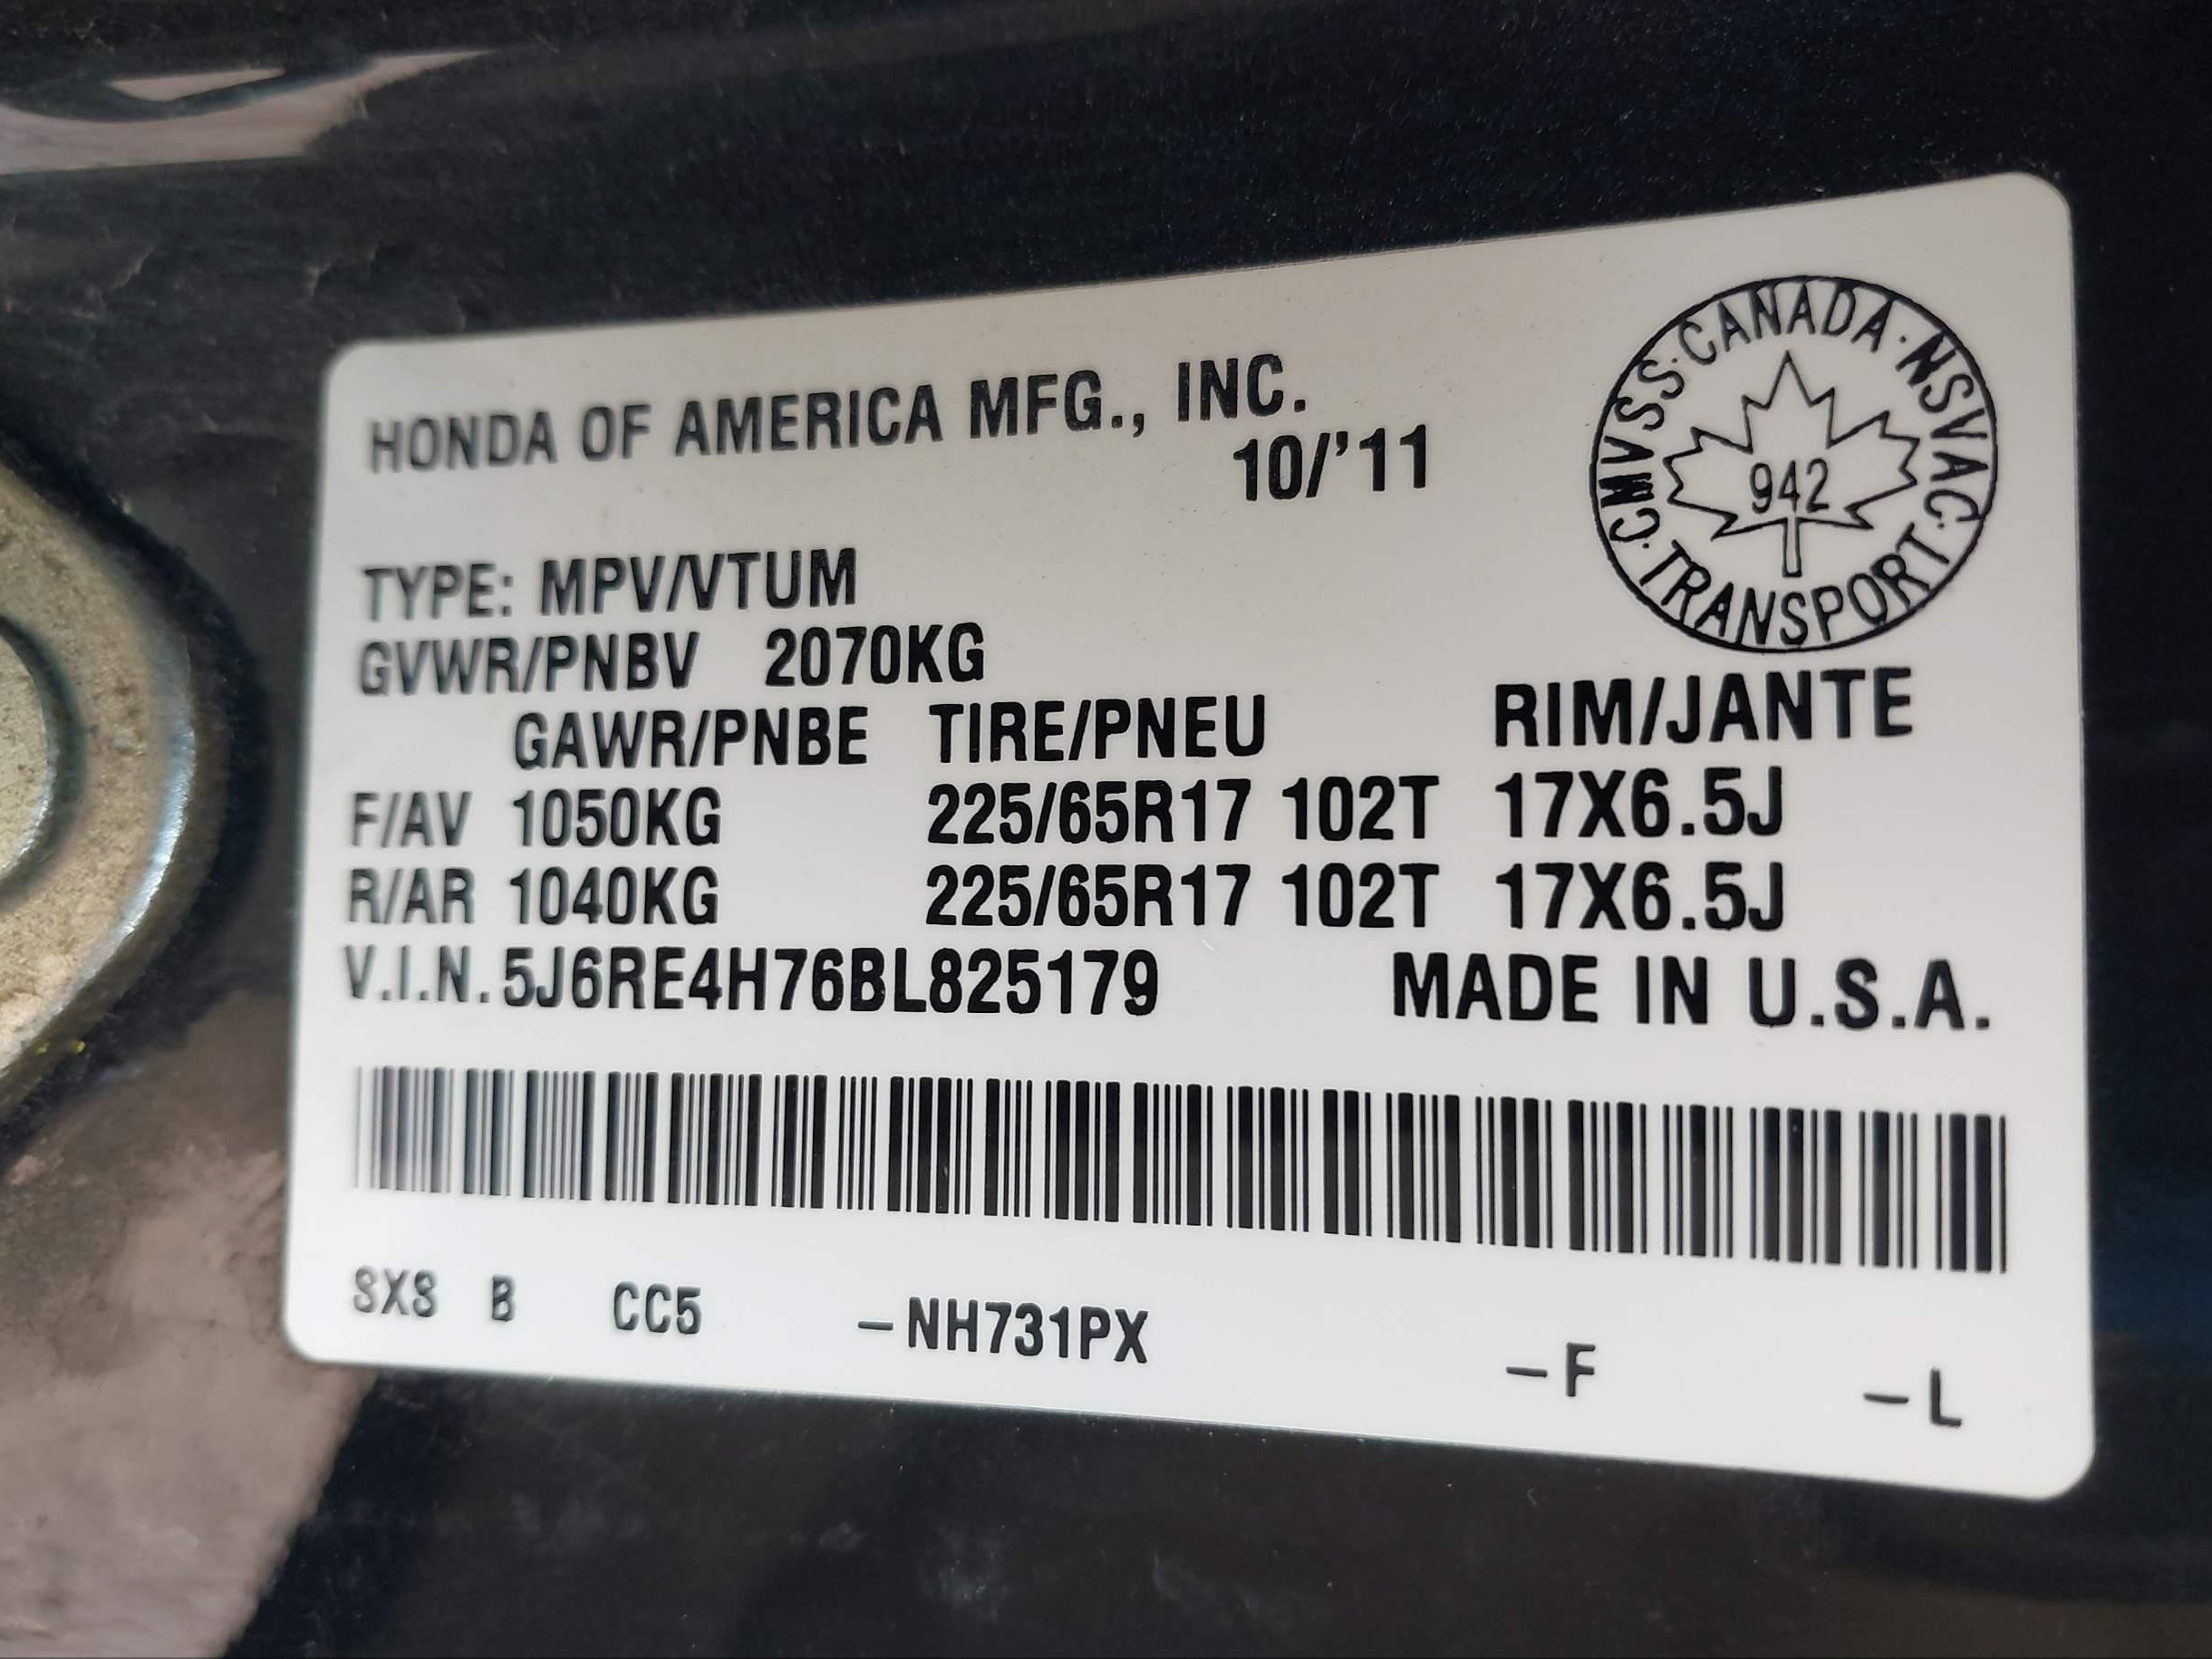 HONDA OF AMERICA MFG., INC.
10/'11
CMVSS·CANADA·NSVAC·TRANSPORT·
942
TYPE: MPV/VTUM
GVWR/PNBV 2070KG
GAWR/PNBE TIRE/PNEU RIM/JANTE
F/AV 1050KG 225/65R17 102T 17X6.5J
R/AR 1040KG 225/65R17 102T 17X6.5J
V.I.N. 5J6RE4H76BL825179 MADE IN U.S.A.
SXS B CC5 -NH731PX -F -L